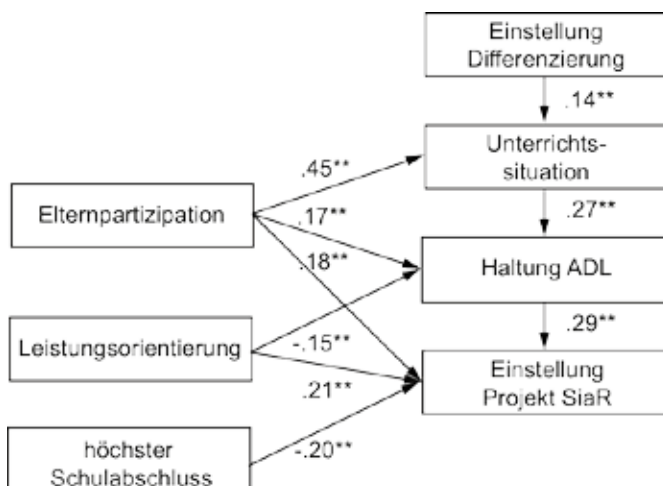 Einstellung
Differenzierung
.14**
Unterrichts-
situation
.45**
Elternpartizipation
.17**
.27**
.18**
Haltung ADL
Leistungsorientierung
-.15**
.29**
.21**
Einstellung
Projekt SiaR
höchster
Schulabschluss
-.20**